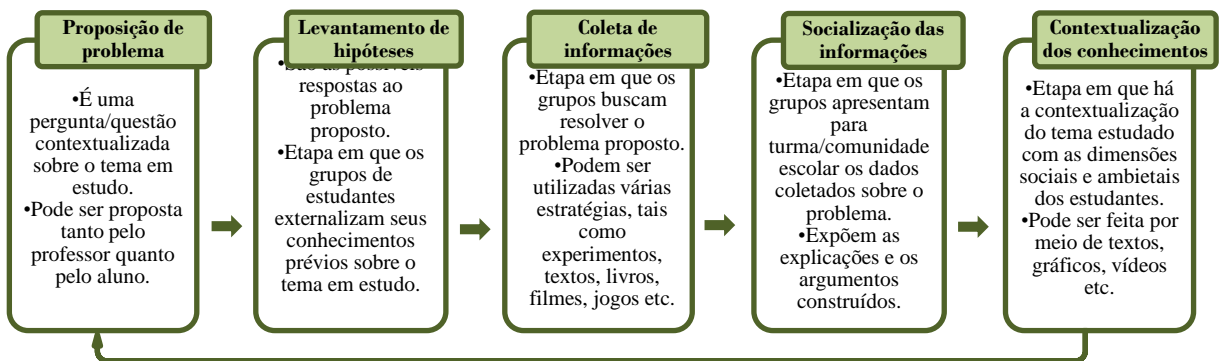 Proposição de
problema
•É uma
pergunta/questão
contextualizada
sobre o tema em
estudo.
•Pode ser proposta
tanto pelo
professor quanto
pelo aluno.
Levantamento de
hipóteses
•São as possíveis
respostas ao
problema
proposto.
•Etapa em que os
grupos de
estudantes
externalizam seus
conhecimentos
prévios sobre o
tema em estudo.
Coleta de
informações
•Etapa em que os
grupos buscam
resolver o
problema proposto.
•Podem ser
utilizadas várias
estratégias, tais
como
experimentos,
textos, livros,
filmes, jogos etc.
Socialização das
informações
•Etapa em que os
grupos apresentam
para
turma/comunidade
escolar os dados
coletados sobre o
problema.
•Expõem as
explicações e os
argumentos
construídos.
Contextualização
dos conhecimentos
•Etapa em que há
a contextualização
do tema estudado
com as dimensões
sociais e ambietais
dos estudantes.
•Pode ser feita por
meio de textos,
gráficos, vídeos
etc.